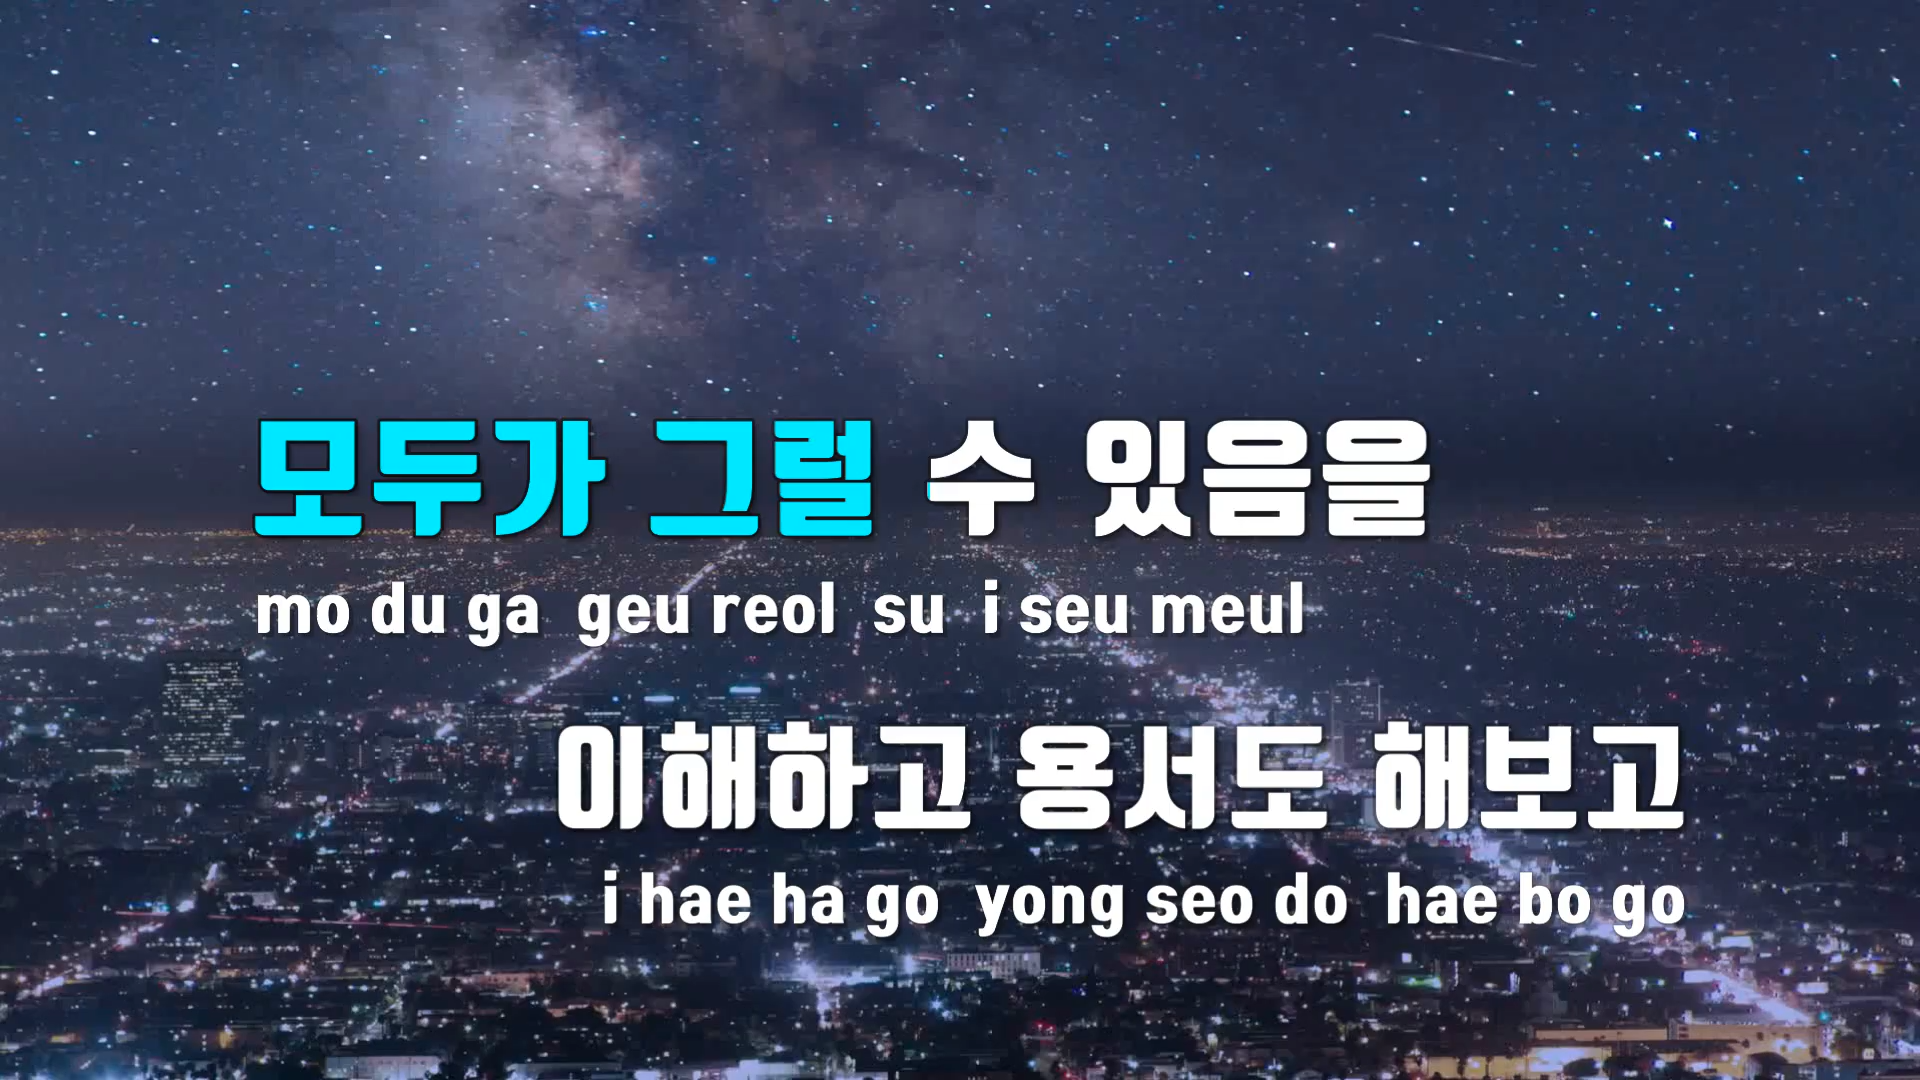 모두가 그럴 수 있음을
mo du ga geu reol su i seu meul
이해하고 용서도 해보고
i hae ha go yong seo do hae bo go